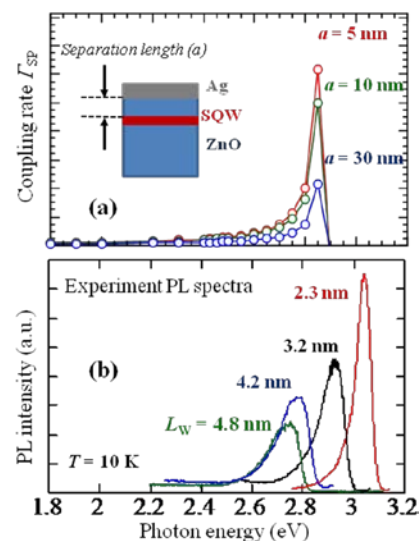 Separation length (a)
a = 5 nm
Ag
a = 10 nm
SQW
ZnO
a = 30 nm
Coupling rate ΓSP
(a)
Experiment PL spectra
2.3 nm
3.2 nm
(b)
4.2 nm
LW = 4.8 nm
T = 10 K
PL intensity (a.u.)
1.8 2 2.2 2.4 2.6 2.8 3 3.2
Photon energy (eV)